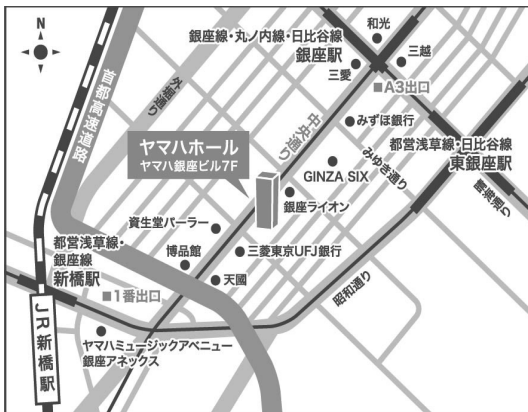 N
和光
銀座線・丸ノ内線・日比谷線
銀座駅
三越
三愛
■A3出口
首都高速道路
外堀通り
中央通り
みずほ銀行
都営浅草線・日比谷線
東銀座駅
ヤマハホール
ヤマハ銀座ビル7F
GINZA SIX
みゆき通り
晴海通り
銀座ライオン
資生堂パーラー
都営浅草線・
銀座線
新橋駅
博品館
三菱東京UFJ銀行
天國
昭和通り
■1番出口
JR新橋駅
ヤマハミュージックアベニュー
銀座アネックス